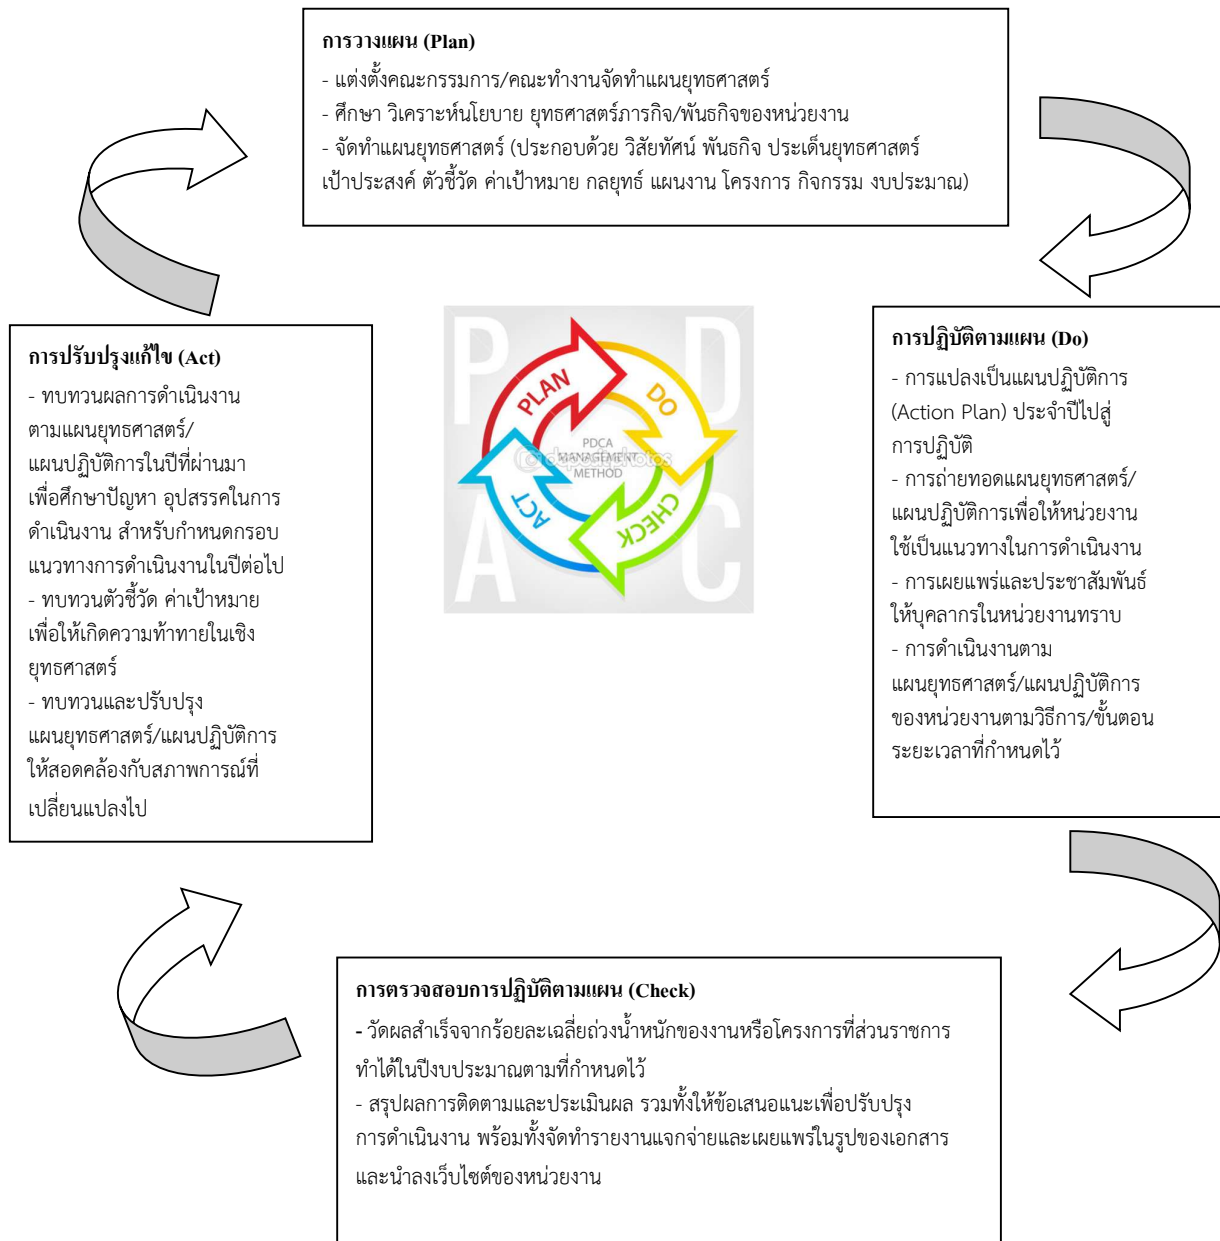 การวางแผน (Plan)
- แต่งตั้งคณะกรรมการ/คณะทำงานจัดทำแผนยุทธศาสตร์
- ศึกษา วิเคราะห์นโยบาย ยุทธศาสตร์ภารกิจ/พันธกิจของหน่วยงาน
- จัดทำแผนยุทธศาสตร์ (ประกอบด้วย วิสัยทัศน์ พันธกิจ ประเด็นยุทธศาสตร์
เป้าประสงค์ ตัวชี้วัด ค่าเป้าหมาย กลยุทธ์ แผนงาน โครงการ กิจกรรม งบประมาณ)
การปรับปรุงแก้ไข (Act)
- ทบทวนผลการดำเนินงาน
ตามแผนยุทธศาสตร์/
แผนปฏิบัติการในปีที่ผ่านมา
เพื่อศึกษาปัญหา อุปสรรคในการ
ดำเนินงาน สำหรับกำหนดกรอบ
แนวทางการดำเนินงานในปีต่อไป
- ทบทวนตัวชี้วัด ค่าเป้าหมาย
เพื่อให้เกิดความท้าทายในเชิง
ยุทธศาสตร์
- ทบทวนและปรับปรุง
แผนยุทธศาสตร์/แผนปฏิบัติการ
ให้สอดคล้องกับสภาพการณ์ที่
เปลี่ยนแปลงไป
P D
PLAN
DO
PDCA
MANAGEMENT
METHOD
depositphotos
ACT
CHECK
A C
การปฏิบัติตามแผน (Do)
- การแปลงเป็นแผนปฏิบัติการ
(Action Plan) ประจำปีไปสู่
การปฏิบัติ
- การถ่ายทอดแผนยุทธศาสตร์/
แผนปฏิบัติการเพื่อให้หน่วยงาน
ใช้เป็นแนวทางในการดำเนินงาน
- การเผยแพร่และประชาสัมพันธ์
ให้บุคลากรในหน่วยงานทราบ
- การดำเนินงานตาม
แผนยุทธศาสตร์/แผนปฏิบัติการ
ของหน่วยงานตามวิธีการ/ขั้นตอน
ระยะเวลาที่กำหนดไว้
การตรวจสอบการปฏิบัติตามแผน (Check)
- วัดผลสำเร็จจากร้อยละเฉลี่ยถ่วงน้ำหนักของงานหรือโครงการที่ส่วนราชการ
ทำได้ในปีงบประมาณตามที่กำหนดไว้
- สรุปผลการติดตามและประเมินผล รวมทั้งให้ข้อเสนอแนะเพื่อปรับปรุง
การดำเนินงาน พร้อมทั้งจัดทำรายงานแจกจ่ายและเผยแพร่ในรูปของเอกสาร
และนำลงเว็บไซต์ของหน่วยงาน